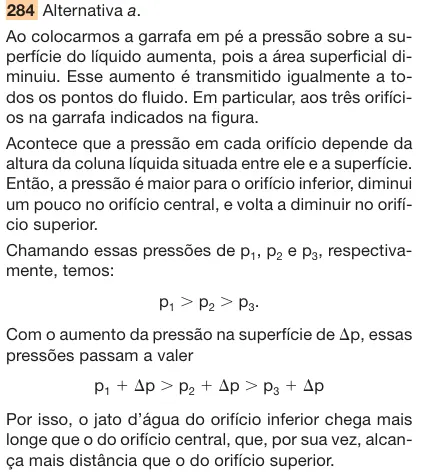 284 Alternativa a.
Ao colocarmos a garrafa em pé a pressão sobre a su-
perfície do líquido aumenta, pois a área superficial di-
minuiu. Esse aumento é transmitido igualmente a to-
dos os pontos do fluido. Em particular, aos três orifíci-
os na garrafa indicados na figura.
Acontece que a pressão em cada orifício depende da
altura da coluna líquida situada entre ele e a superfície.
Então, a pressão é maior para o orifício inferior, diminui
um pouco no orifício central, e volta a diminuir no orifí-
cio superior.
Chamando essas pressões de p₁, p₂ e p₃, respectiva-
mente, temos:
p₁ > p₂ > p₃.
Com o aumento da pressão na superfície de Δp, essas
pressões passam a valer
p₁ + Δp > p₂ + Δp > p₃ + Δp
Por isso, o jato d'água do orifício inferior chega mais
longe que o do orifício central, que, por sua vez, alcan-
ça mais distância que o do orifício superior.